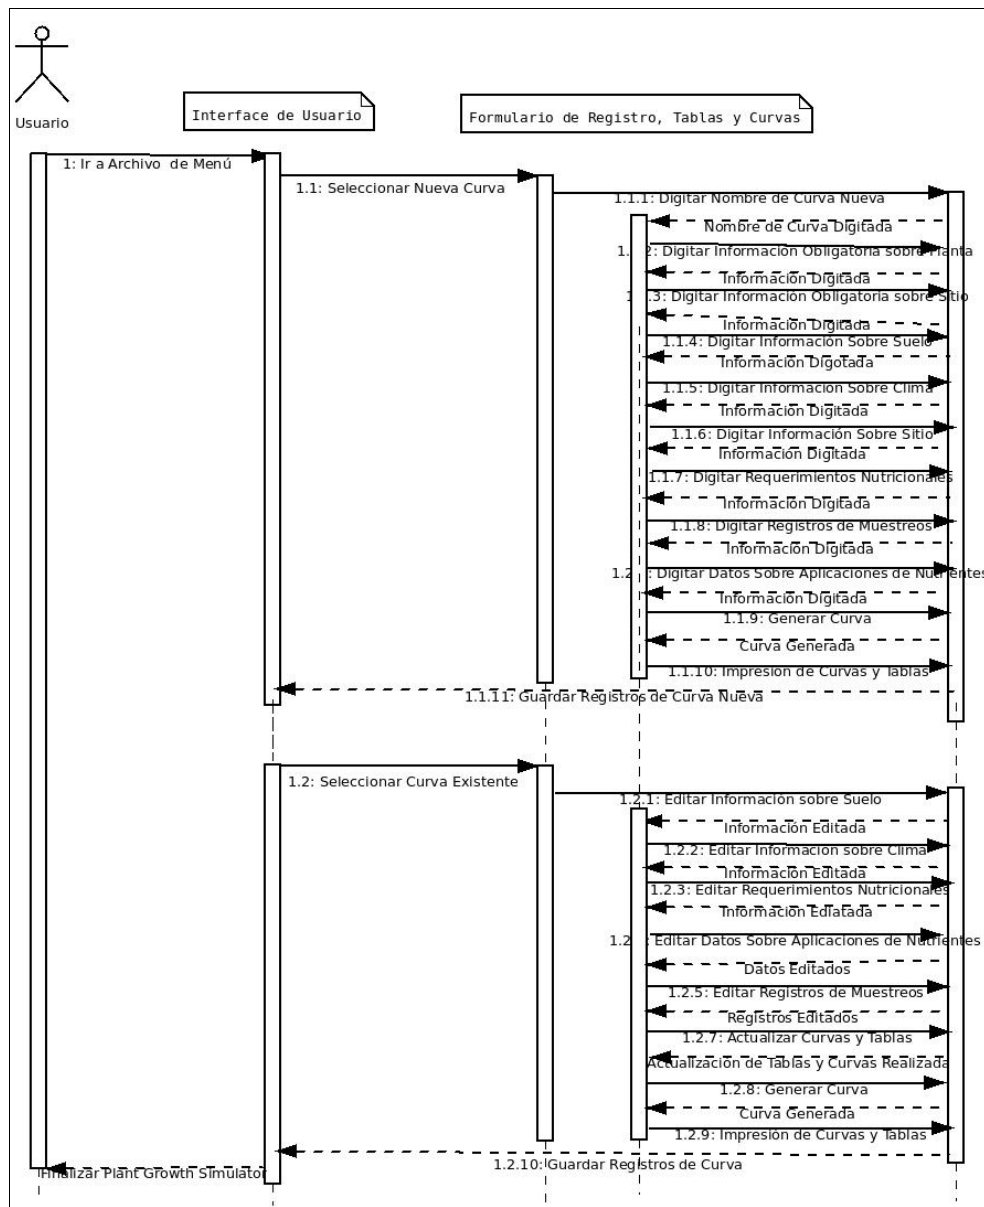 Usuario
Interface de Usuario
Formulario de Registro, Tablas y Curvas
1: Ir a Archivo de Menú
1.1: Seleccionar Nueva Curva
1.1.1: Digitar Nombre de Curva Nueva
Nombre de Curva Digitada
Digitar Información Obligatoria sobre Planta
Información Digitada
Digitar Información Obligatoria sobre Sitio
Información Digitada
1.1.4: Digitar Información Sobre Suelo
Información Digotada
1.1.5: Digitar Información Sobre Clima
Información Digitada
1.1.6: Digitar Información Sobre Sitio
Información Digitada
1.1.7: Digitar Requerimientos Nutricionales
Información Digitada
1.1.8: Digitar Registros de Muestreos
Información Digitada
Digitar Datos Sobre Aplicaciones de Nutrientes
Información Digitada
1.1.9: Generar Curva
Curva Generada
1.1.10: Impresión de Curvas y Tablas
1.1.11: Guardar Registros de Curva Nueva
1.2: Seleccionar Curva Existente
1.2.1: Editar Información sobre Suelo
Información Editada
1.2.2: Editar Información sobre Clima
Información Editada
1.2.3: Editar Requerimientos Nutricionales
Información Ediatada
Editar Datos Sobre Aplicaciones de Nutrientes
Datos Editados
1.2.5: Editar Registros de Muestreos
Registros Editados
1.2.7: Actualizar Curvas y Tablas
Actualización de Tablas y Curvas Realizada
1.2.8: Generar Curva
Curva Generada
1.2.9: Impresión de Curvas y Tablas
1.2.10: Guardar Registros de Curva
Finalizar Plant Growth Simulator